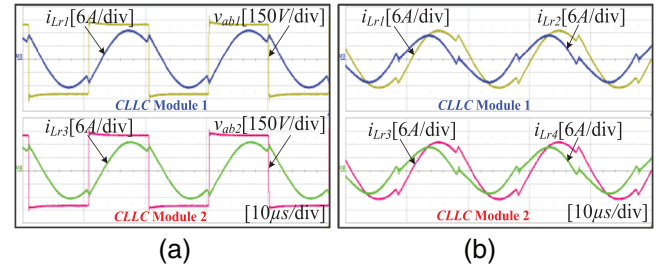 iLr1[6A/div] vab1[150V/div]
CLLC Module 1
iLr3[6A/div] vab2[150V/div]
CLLC Module 2 [10μs/div]
(a)
iLr1[6A/div] iLr2[6A/div]
CLLC Module 1
iLr3[6A/div] iLr4[6A/div]
CLLC Module 2 [10μs/div]
(b)